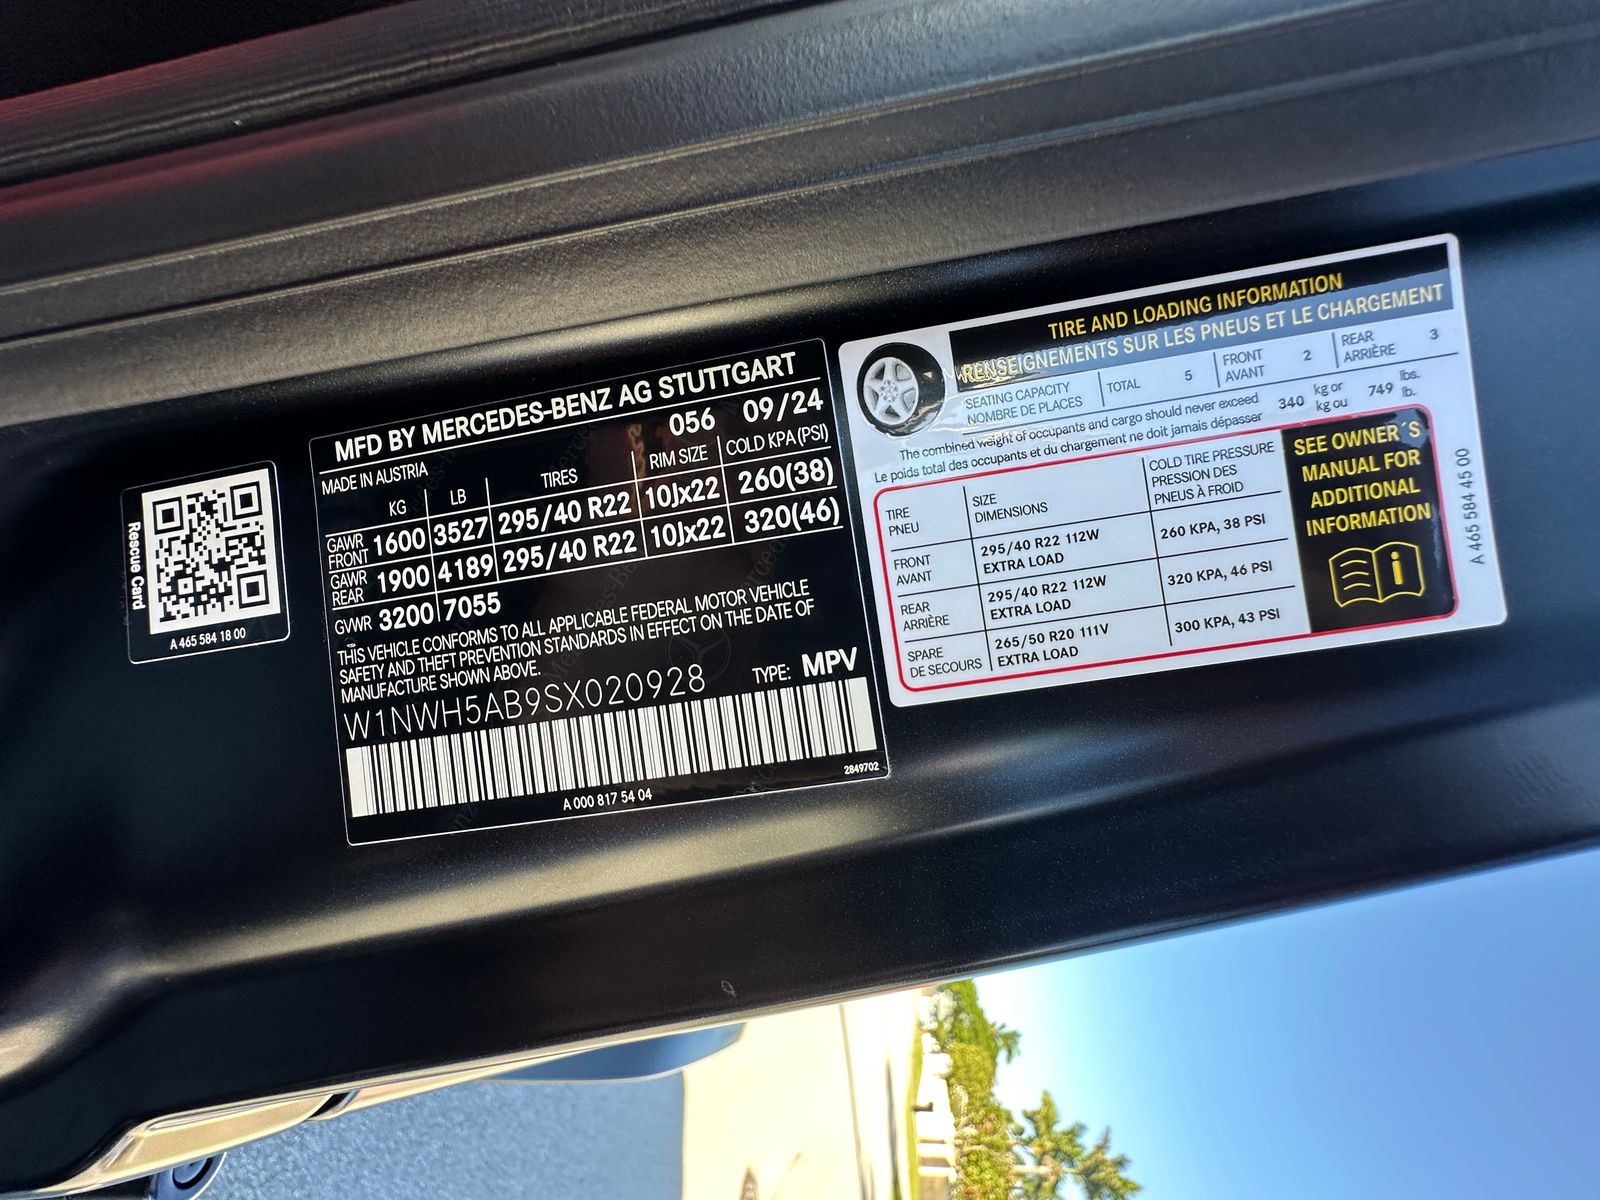 Rescue Card
A 465 584 18 00
MFD BY MERCEDES-BENZ AG STUTTGART
MADE IN AUSTRIA 056 09/24
KG LB TIRES RIM SIZE COLD KPA(PSI)
GAWR FRONT 1600 3527 295/40 R22 10Jx22 260(38)
GAWR REAR 1900 4189 295/40 R22 10Jx22 320(46)
GVWR 3200 7055
THIS VEHICLE CONFORMS TO ALL APPLICABLE FEDERAL MOTOR VEHICLE
SAFETY AND THEFT PREVENTION STANDARDS IN EFFECT ON THE DATE OF
MANUFACTURE SHOWN ABOVE.
W1NWH5AB9SX020928 TYPE: MPV
2849702
A 000 817 54 04
TIRE AND LOADING INFORMATION
RENSEIGNEMENTS SUR LES PNEUS ET LE CHARGEMENT
SEATING CAPACITY TOTAL 5 FRONT 2 REAR 3
NOMBRE DE PLACES AVANT ARRIÈRE
The combined weight of occupants and cargo should never exceed 340 kg or 749 lbs.
Le poids total des occupants et du chargement ne doit jamais dépasser kg ou lb.
TIRE SIZE COLD TIRE PRESSURE
PNEU DIMENSIONS PRESSION DES
PNEUS À FROID
FRONT 295/40 R22 112W 260 KPA, 38 PSI
AVANT EXTRA LOAD
REAR 295/40 R22 112W 320 KPA, 46 PSI
ARRIÈRE EXTRA LOAD
SPARE 265/50 R20 111V 300 KPA, 43 PSI
DE SECOURS EXTRA LOAD
SEE OWNER´S
MANUAL FOR
ADDITIONAL
INFORMATION
A 465 584 45 00